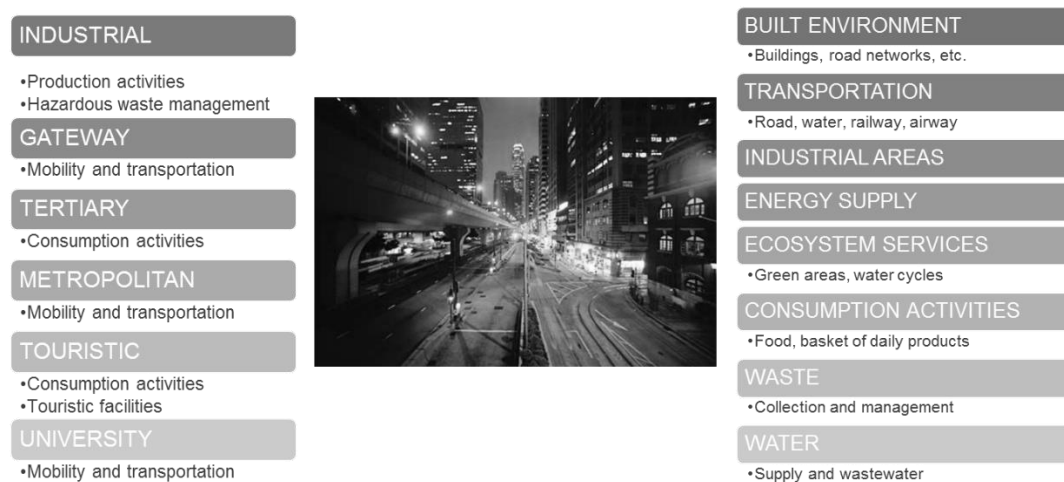 INDUSTRIAL
•Production activities
•Hazardous waste management
GATEWAY
•Mobility and transportation
TERTIARY
•Consumption activities
METROPOLITAN
•Mobility and transportation
TOURISTIC
•Consumption activities
•Touristic facilities
UNIVERSITY
•Mobility and transportation
BUILT ENVIRONMENT
•Buildings, road networks, etc.
TRANSPORTATION
•Road, water, railway, airway
INDUSTRIAL AREAS
ENERGY SUPPLY
ECOSYSTEM SERVICES
•Green areas, water cycles
CONSUMPTION ACTIVITIES
•Food, basket of daily products
WASTE
•Collection and management
WATER
•Supply and wastewater